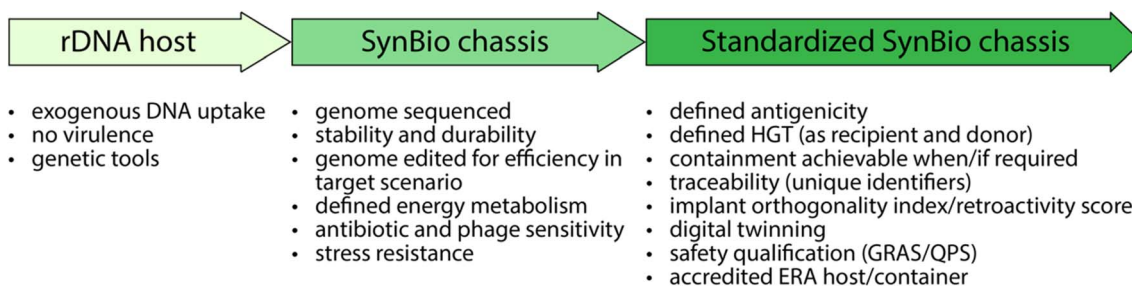 rDNA host
• exogenous DNA uptake
• no virulence
• genetic tools
SynBio chassis
• genome sequenced
• stability and durability
• genome edited for efficiency in
target scenario
• defined energy metabolism
• antibiotic and phage sensitivity
• stress resistance
Standardized SynBio chassis
• defined antigenicity
• defined HGT (as recipient and donor)
• containment achievable when/if required
• traceability (unique identifiers)
• implant orthogonality index/retroactivity score
• digital twinning
• safety qualification (GRAS/QPS)
• accredited ERA host/container